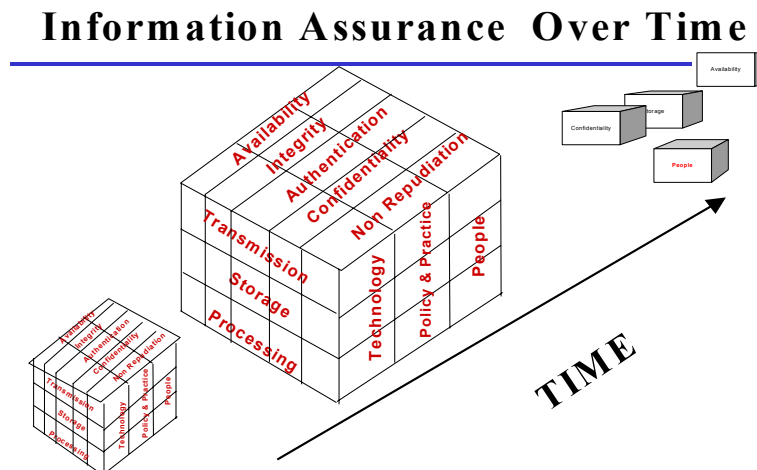 Information Assurance Over Time
Availability
Storage
Confidentiality
People
Availability
Integrity
Authentication
Confidentiality
Non Repudiation
Transmission
Storage
Processing
Technology
Policy & Practice
People
TIME
Availability
Integrity
Authentication
Confidentiality
Non Repudiation
Transmission
Storage
Processing
Technology
Policy & Practice
People